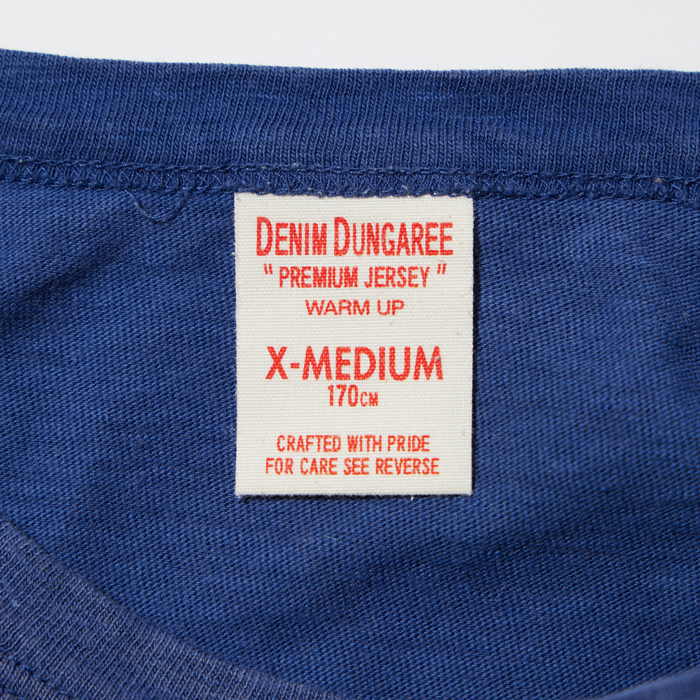 DENIM DUNGAREE
" PREMIUM JERSEY "
WARM UP
X-MEDIUM
170CM
CRAFTED WITH PRIDE
FOR CARE SEE REVERSE